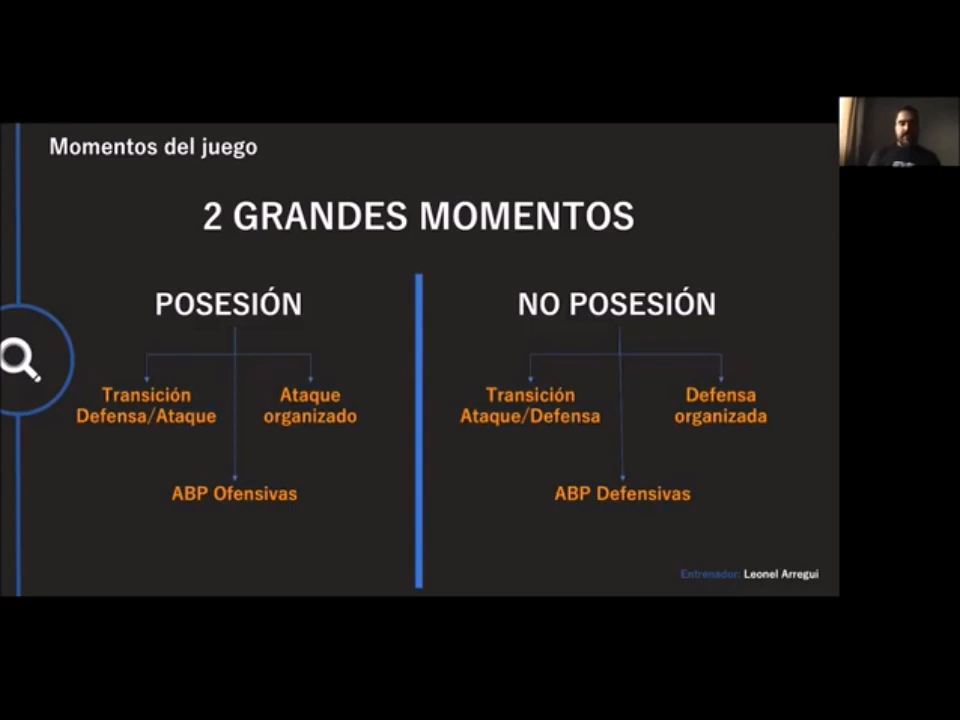 Momentos del juego
2 GRANDES MOMENTOS
POSESIÓN
Transición
Defensa/Ataque
Ataque
organizado
ABP Ofensivas
NO POSESIÓN
Transición
Ataque/Defensa
Defensa
organizada
ABP Defensivas
Entrenador: Leonel Arregui